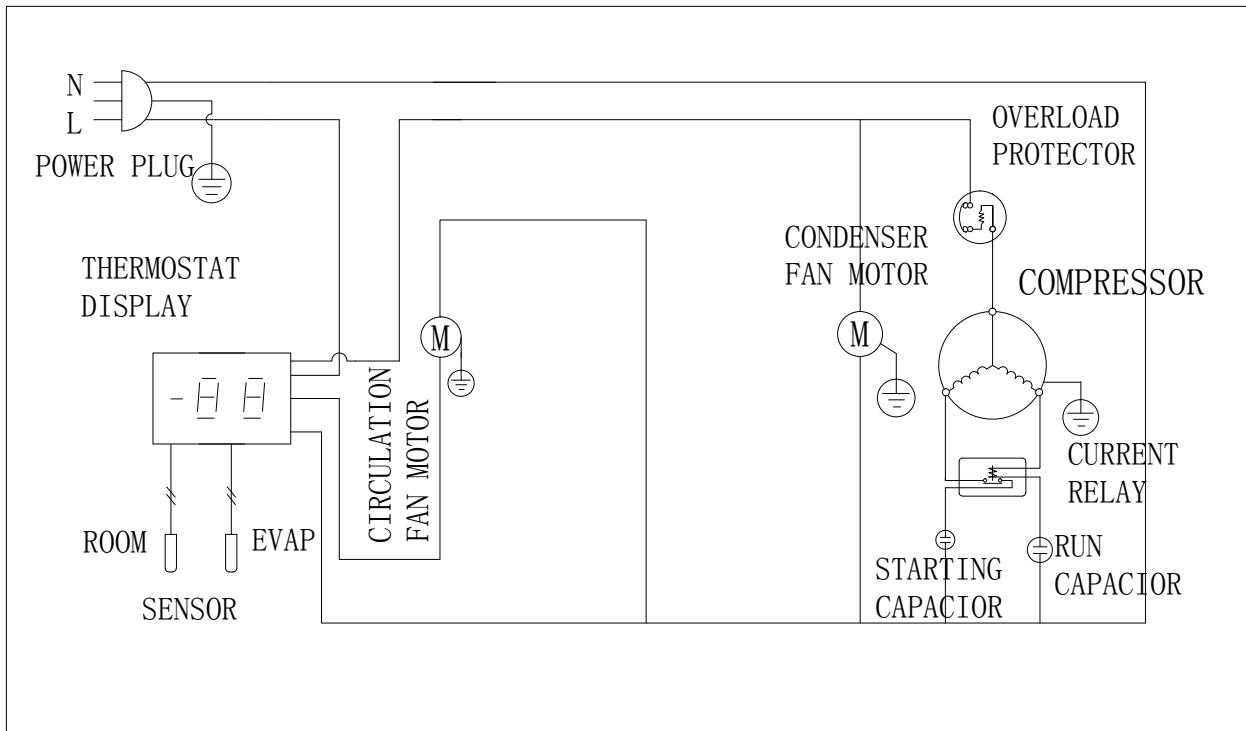 N
L
POWER PLUG
OVERLOAD
PROTECTOR
CONDENSER
FAN MOTOR
COMPRESSOR
THERMOSTAT
DISPLAY
M
M
-88
CIRCULATION
FAN MOTOR
CURRENT
RELAY
ROOM
EVAP
SENSOR
STARTING
CAPACIOR
RUN
CAPACIOR